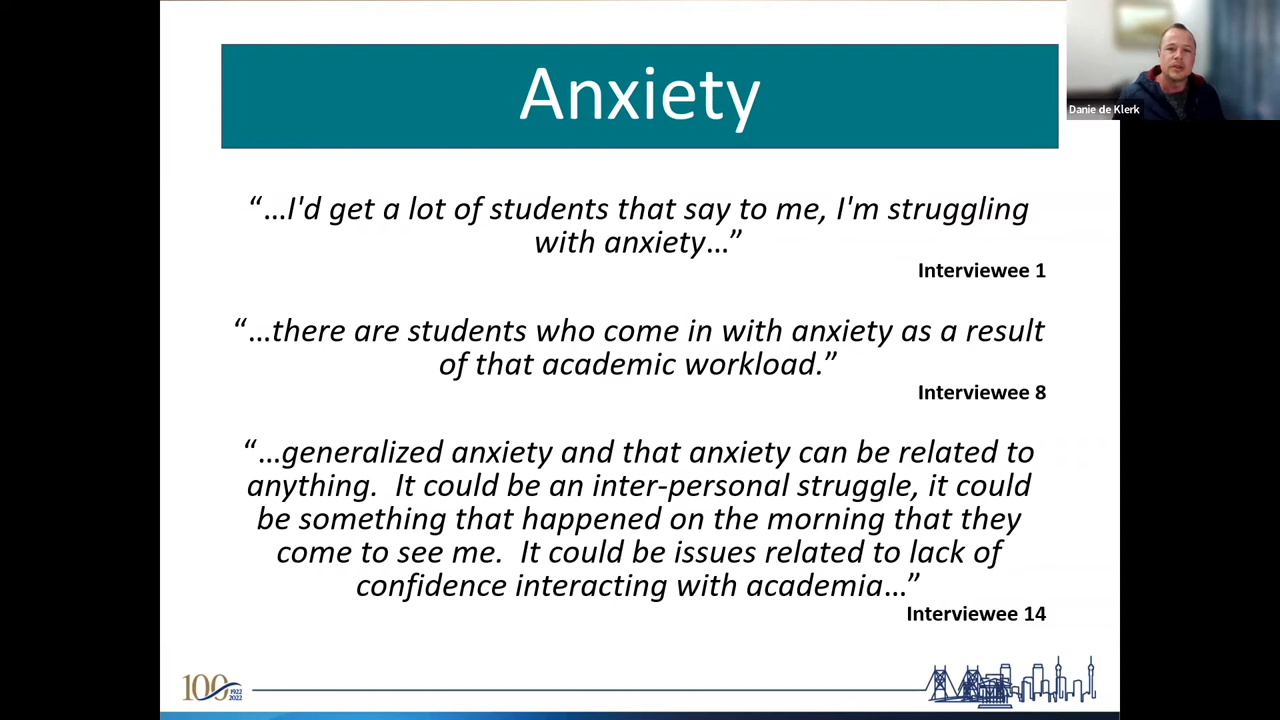 Anxiety
Danie de Klerk
“…I'd get a lot of students that say to me, I'm struggling
with anxiety…”
Interviewee 1
“…there are students who come in with anxiety as a result
of that academic workload.”
Interviewee 8
“…generalized anxiety and that anxiety can be related to
anything.  It could be an inter-personal struggle, it could
be something that happened on the morning that they
come to see me.  It could be issues related to lack of
confidence interacting with academia…”
Interviewee 14
100
1922
2022